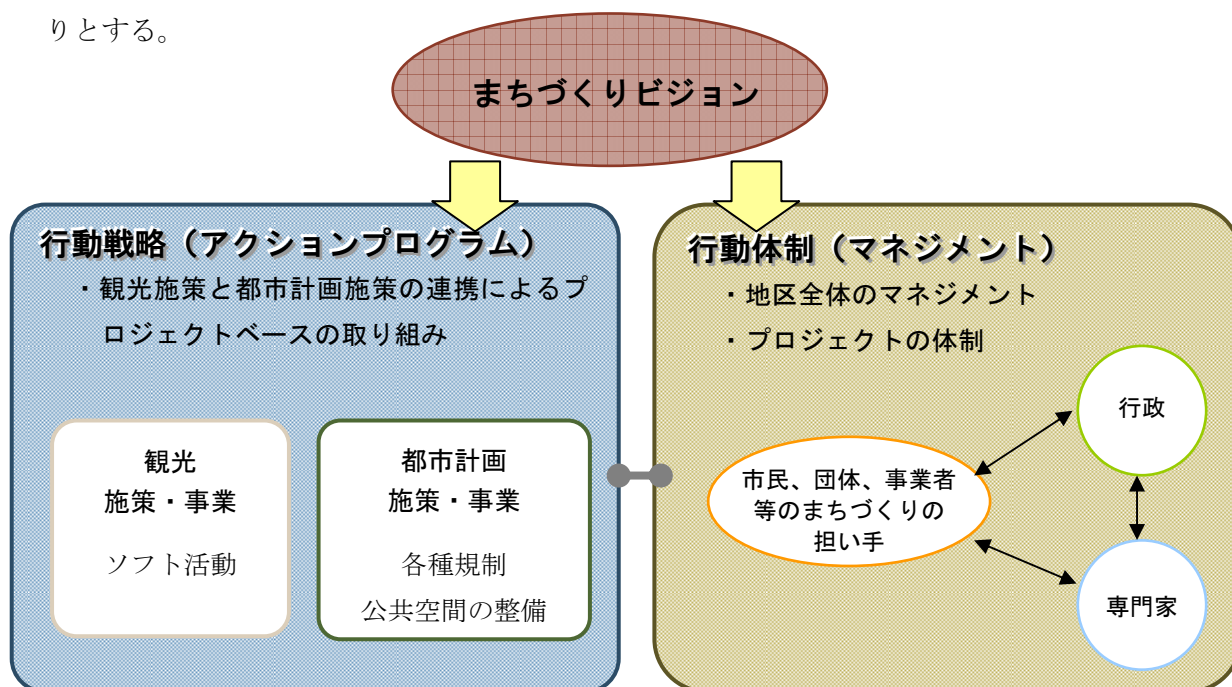 りとする。
まちづくりビジョン
行動戦略（アクションプログラム）
・観光施策と都市計画施策の連携によるプ
ロジェクトベースの取り組み
観光
施策・事業
ソフト活動
都市計画
施策・事業
各種規制
公共空間の整備
行動体制（マネジメント）
・地区全体のマネジメント
・プロジェクトの体制
行政
市民、団体、事業者
等のまちづくりの
担い手
専門家